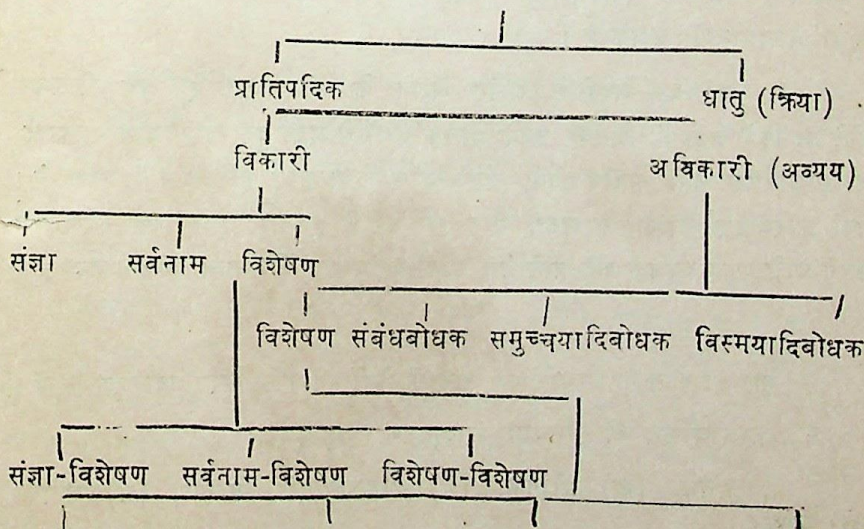 प्रातिपदिक धातु (क्रिया)
विकारी अविकारी (अव्यय)
संज्ञा सर्वनाम विशेषण
विशेषण संबंधबोधक समुच्चयादिबोधक विस्मयादिबोधक
संज्ञा-विशेषण सर्वनाम-विशेषण विशेषण-विशेषण